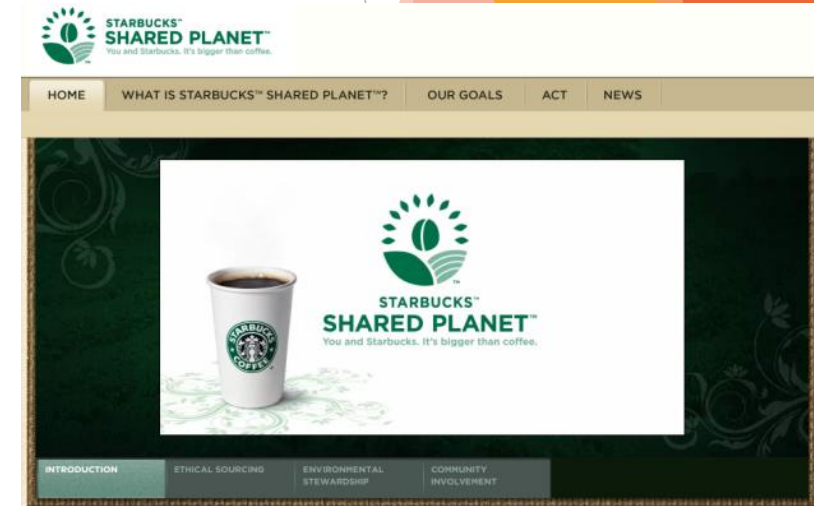 STARBUCKS™
SHARED PLANET™
You and Starbucks. It's bigger than coffee.
HOME WHAT IS STARBUCKS™ SHARED PLANET™? OUR GOALS ACT NEWS
STARBUCKS™
SHARED PLANET™
You and Starbucks. It's bigger than coffee.
STARBUCKS
COFFEE
INTRODUCTION ETHICAL SOURCING ENVIRONMENTAL STEWARDSHIP COMMUNITY INVOLVEMENT